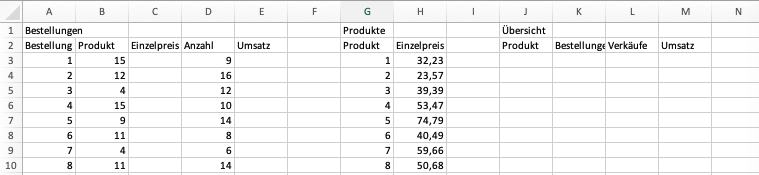 A B C D E F G H I J K L M N
1 Bestellungen Produkte Übersicht
2 Bestellung Produkt Einzelpreis Anzahl Umsatz Produkt Einzelpreis Produkt Bestellunge Verkäufe Umsatz
3 1 15 9 1 32,23
4 2 12 16 2 23,57
5 3 4 12 3 39,39
6 4 15 10 4 53,47
7 5 9 14 5 74,79
8 6 11 8 6 40,49
9 7 4 6 7 59,66
10 8 11 14 8 50,68